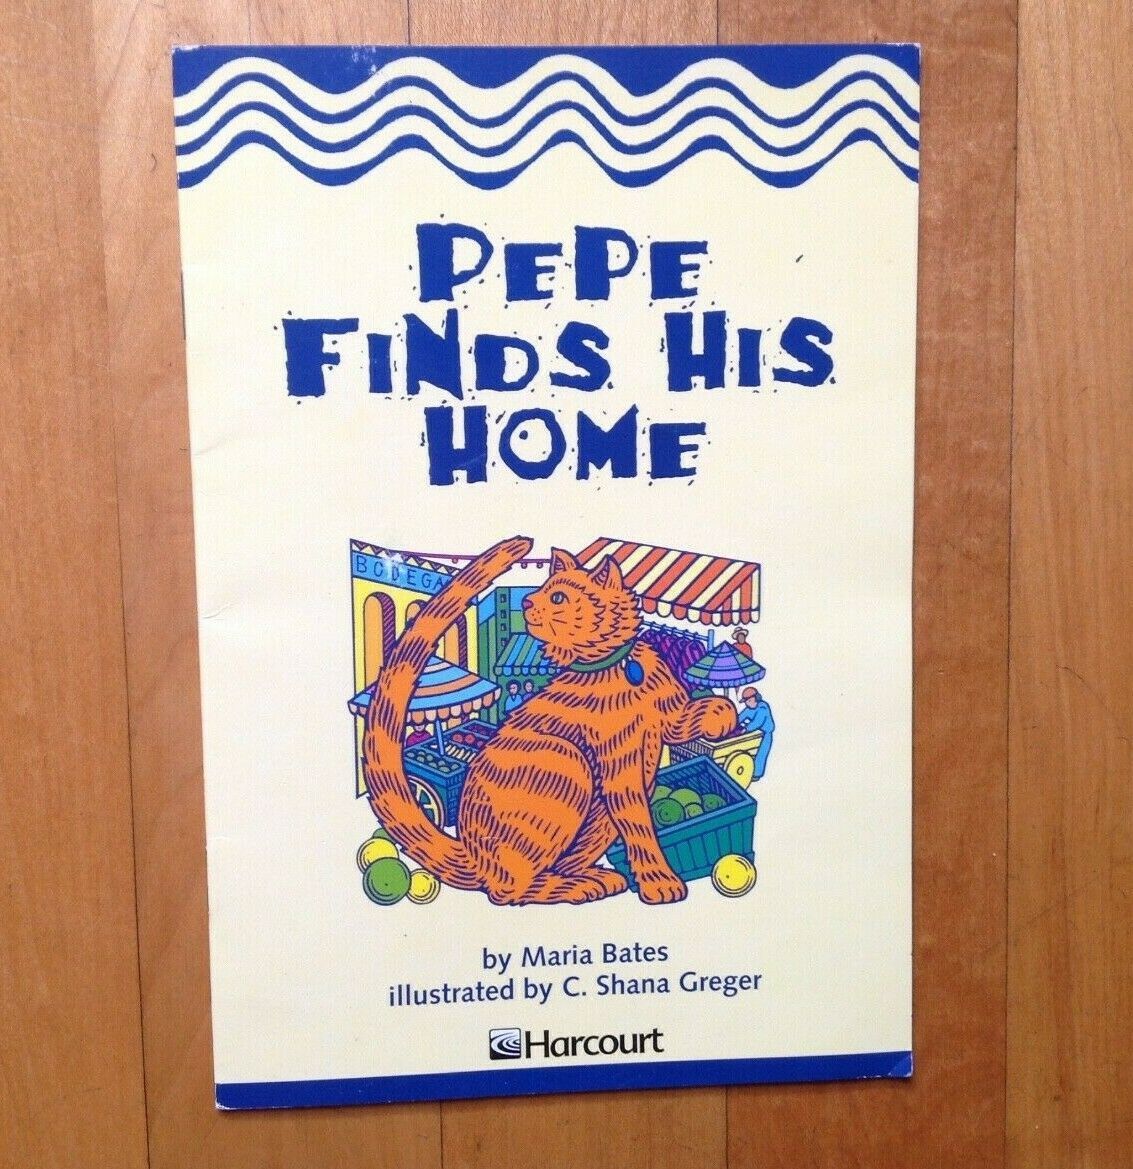 PEPE
FINDS HIS
HOME
BODEGA
by Maria Bates
illustrated by C. Shana Greger
Harcourt